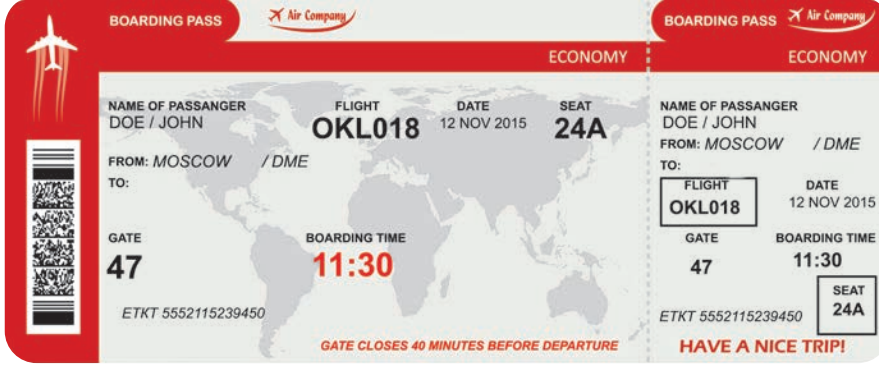 BOARDING PASS
Air Company
ECONOMY
NAME OF PASSANGER
DOE / JOHN
FLIGHT
OKL018
DATE
12 NOV 2015
SEAT
24A
FROM: MOSCOW / DME
TO:
GATE
47
BOARDING TIME
11:30
ETKT 5552115239450
GATE CLOSES 40 MINUTES BEFORE DEPARTURE
BOARDING PASS
Air Company
ECONOMY
NAME OF PASSANGER
DOE / JOHN
FROM: MOSCOW / DME
TO:
FLIGHT
OKL018
DATE
12 NOV 2015
GATE
47
BOARDING TIME
11:30
SEAT
24A
ETKT 5552115239450
HAVE A NICE TRIP!